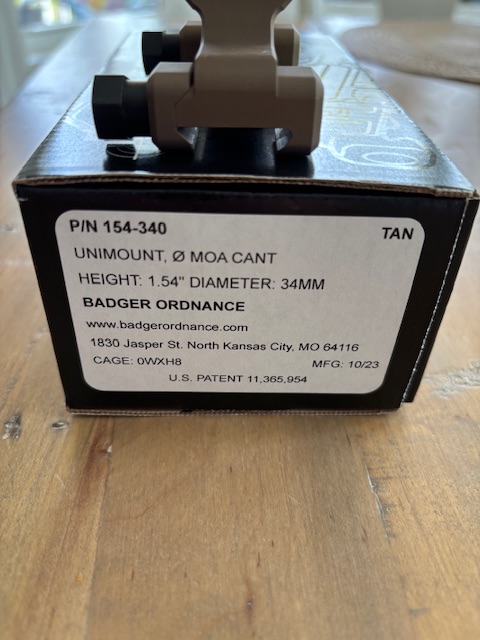 P/N 154-340 TAN
UNIMOUNT, Ø MOA CANT
HEIGHT: 1.54" DIAMETER: 34MM
BADGER ORDNANCE
www.badgerordnance.com
1830 Jasper St. North Kansas City, MO 64116
CAGE: 0WXH8 MFG: 10/23
U.S. PATENT 11,365,954